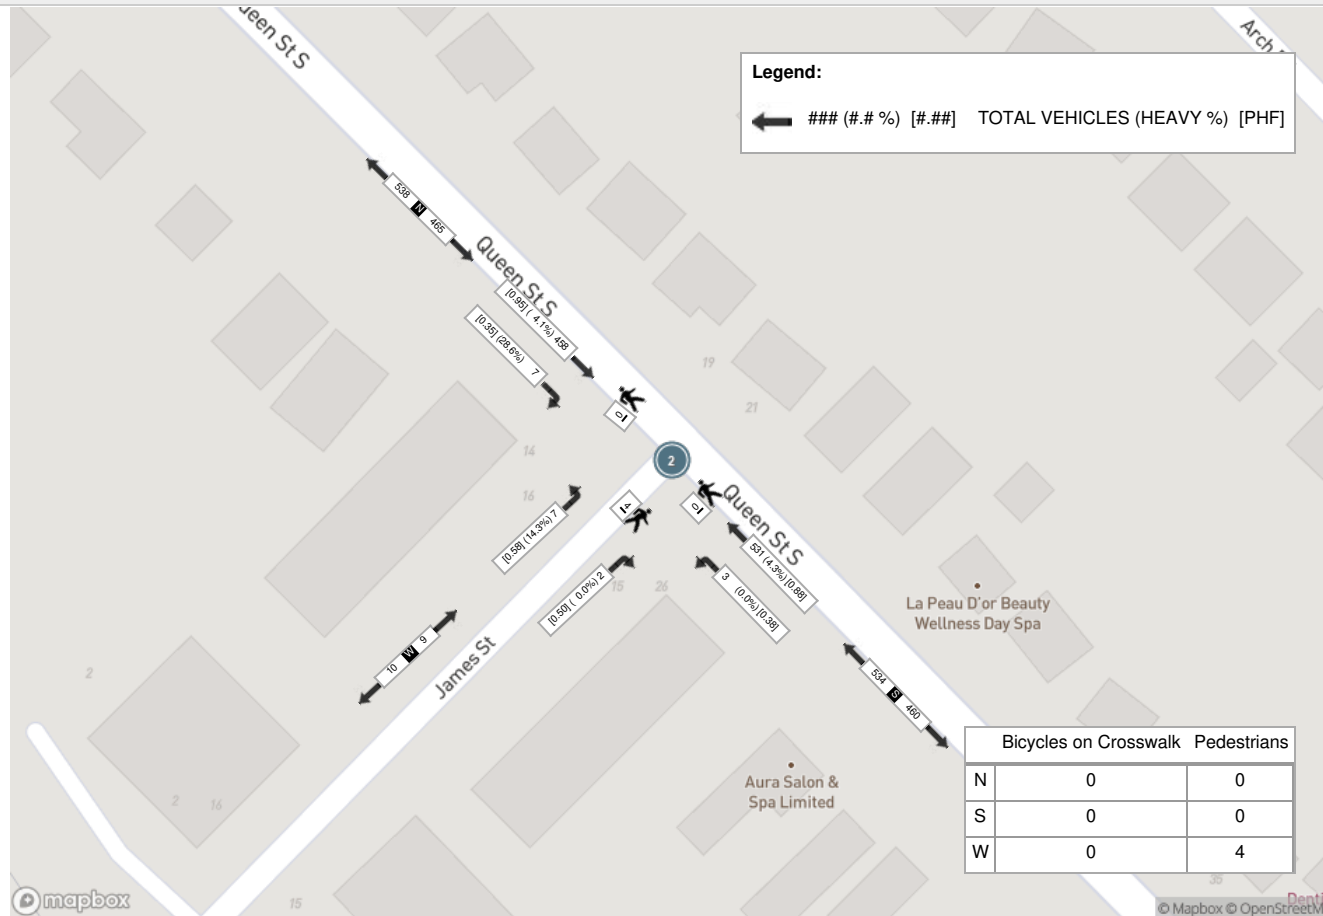 Queen St S
Arch
Legend:
### (#.# %) [#.##] TOTAL VEHICLES (HEAVY %) [PHF]
538 N 465
Queen St S
[0.95] ( 4.1%) 458
[0.35] (28.6%) 7
19
21
0
14
2
16
4
0
Queen St S
[0.58] (14.3%) 7
531 (4.3%) [0.88]
[0.50] ( 0.0%) 2
15
26
3 (0.0%) [0.38]
La Peau D'or Beauty
Wellness Day Spa
10 W 9
James St
2
534 S 460
Bicycles on Crosswalk Pedestrians
N 0 0
S 0 0
W 0 4
Aura Salon &
Spa Limited
2
16
35
15
mapbox
Denti
© Mapbox © OpenStreetM